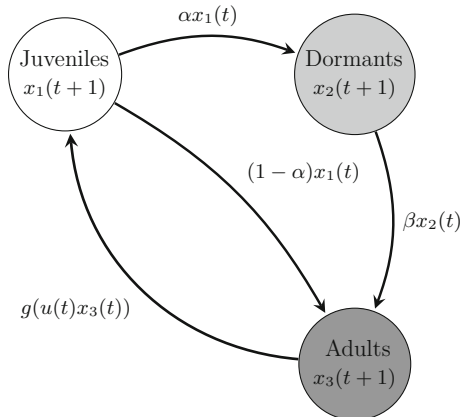 αx₁(t)
Juveniles
x₁(t+1)
Dormants
x₂(t+1)
(1−α)x₁(t)
βx₂(t)
g(u(t)x₃(t))
Adults
x₃(t+1)